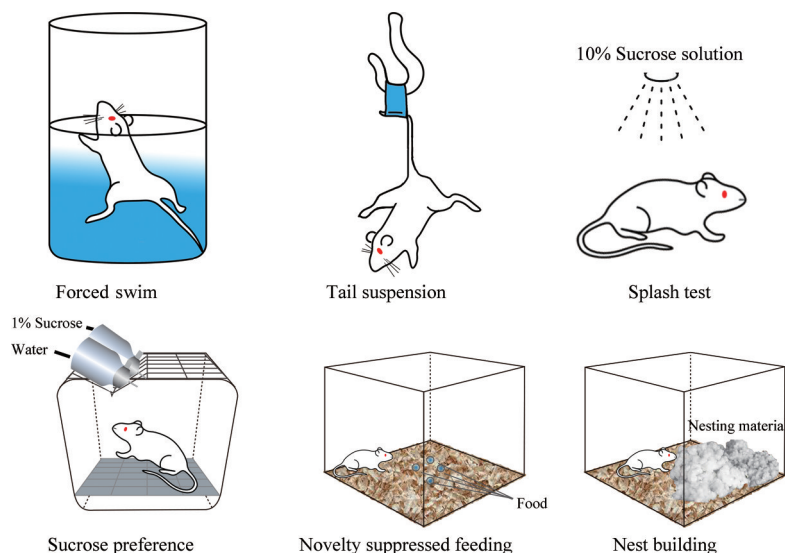 10% Sucrose solution
Forced swim
Tail suspension
Splash test
1% Sucrose
Water
Nesting materia
Food
Sucrose preference
Novelty suppressed feeding
Nest building